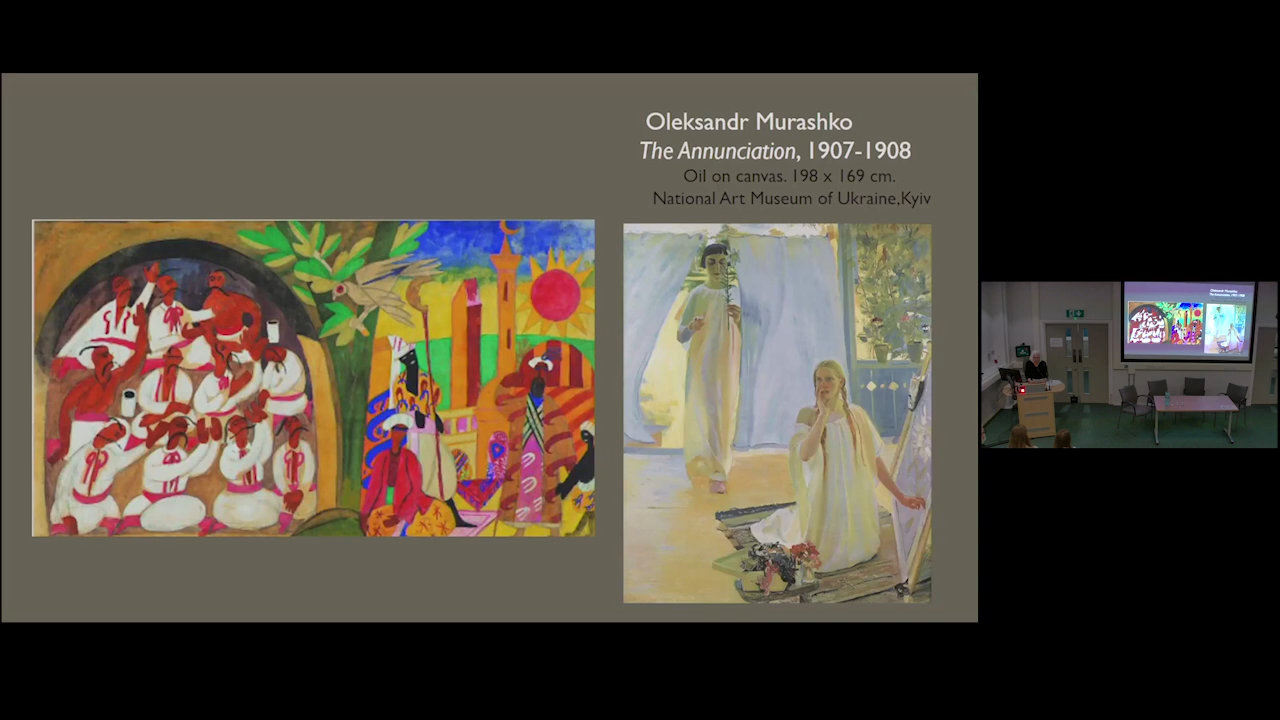 Oleksandr Murashko
The Annunciation, 1907-1908
Oil on canvas. 198 x 169 cm.
National Art Museum of Ukraine,Kyiv